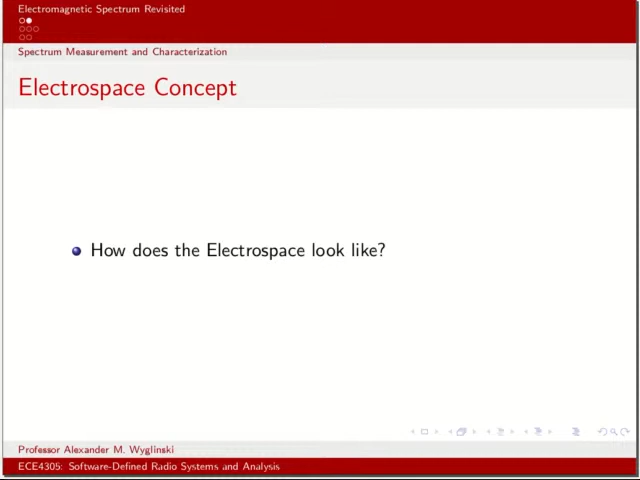 Electromagnetic Spectrum Revisited
Spectrum Measurement and Characterization
Electrospace Concept
How does the Electrospace look like?
Professor Alexander M. Wyglinski
ECE4305: Software-Defined Radio Systems and Analysis